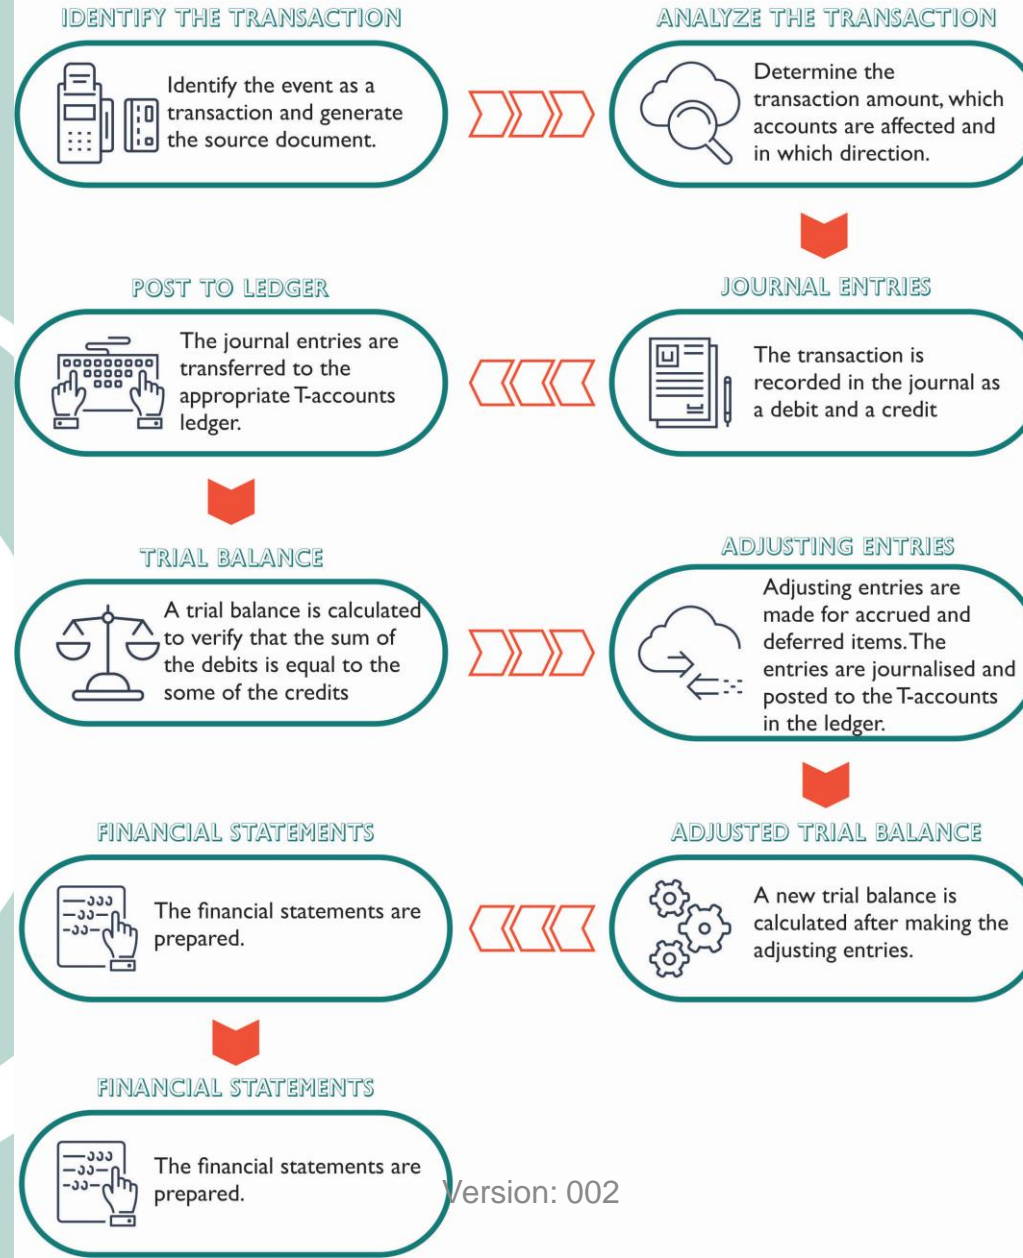 IDENTIFY THE TRANSACTION
Identify the event as a
transaction and generate
the source document.
ANALYZE THE TRANSACTION
Determine the
transaction amount, which
accounts are affected and
in which direction.
JOURNAL ENTRIES
The transaction is
recorded in the journal as
a debit and a credit
POST TO LEDGER
The journal entries are
transferred to the
appropriate T-accounts
ledger.
TRIAL BALANCE
A trial balance is calculated
to verify that the sum of
the debits is equal to the
some of the credits
ADJUSTING ENTRIES
Adjusting entries are
made for accrued and
deferred items. The
entries are journalised and
posted to the T-accounts
in the ledger.
ADJUSTED TRIAL BALANCE
A new trial balance is
calculated after making the
adjusting entries.
FINANCIAL STATEMENTS
The financial statements are
prepared.
FINANCIAL STATEMENTS
The financial statements are
prepared.
Version: 002